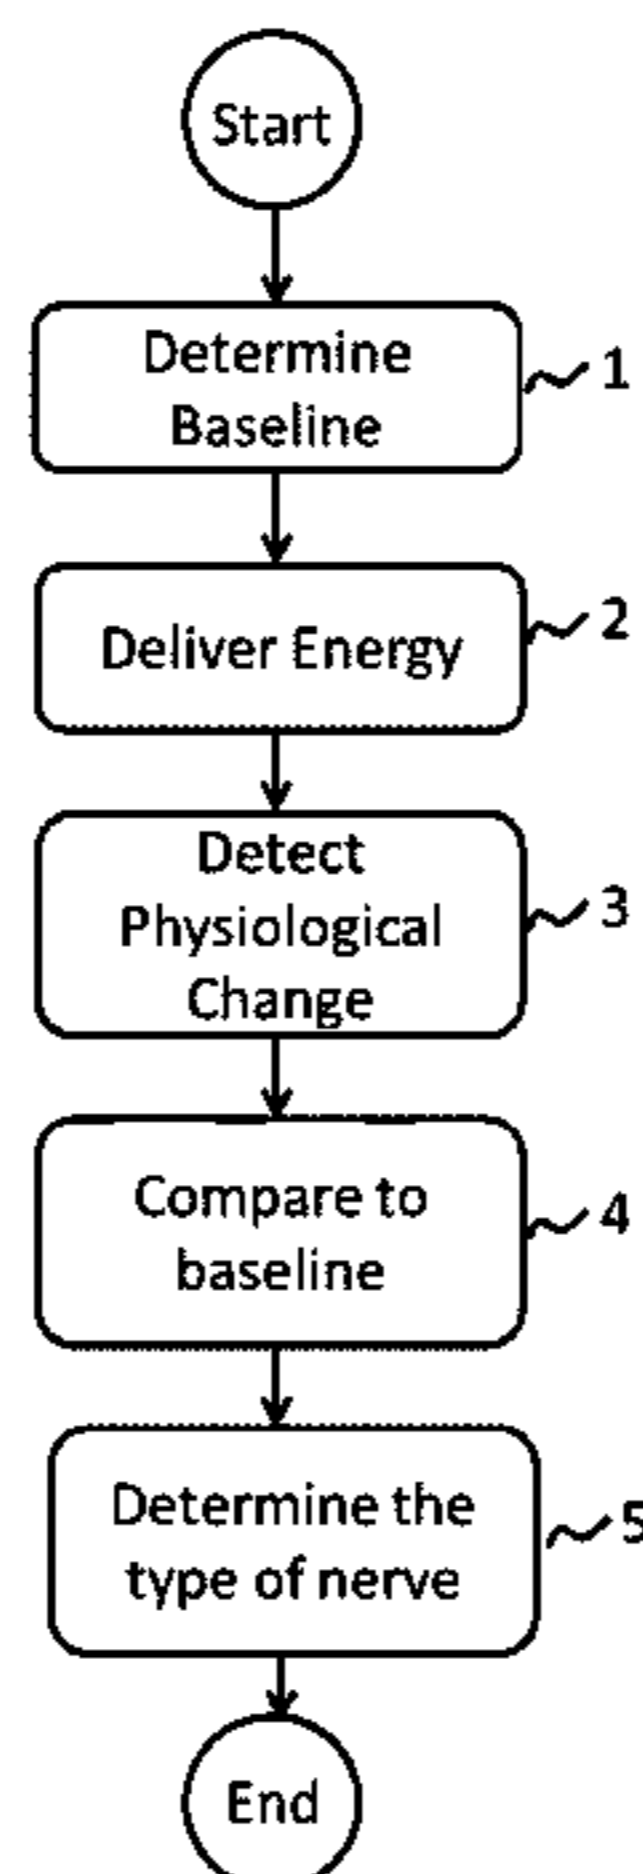 Start
Determine
Baseline
1
Deliver Energy
2
Detect
Physiological
Change
3
Compare to
baseline
4
Determine the
type of nerve
5
End